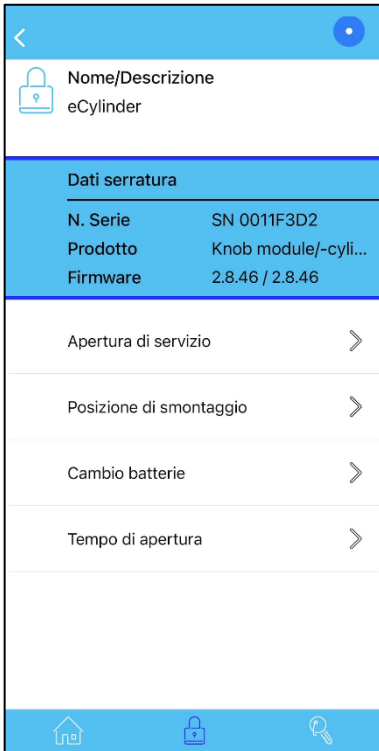 Nome/Descrizione
eCylinder
Dati serratura
N. Serie SN 0011F3D2
Prodotto Knob module/-cyli...
Firmware 2.8.46 / 2.8.46
Apertura di servizio
Posizione di smontaggio
Cambio batterie
Tempo di apertura